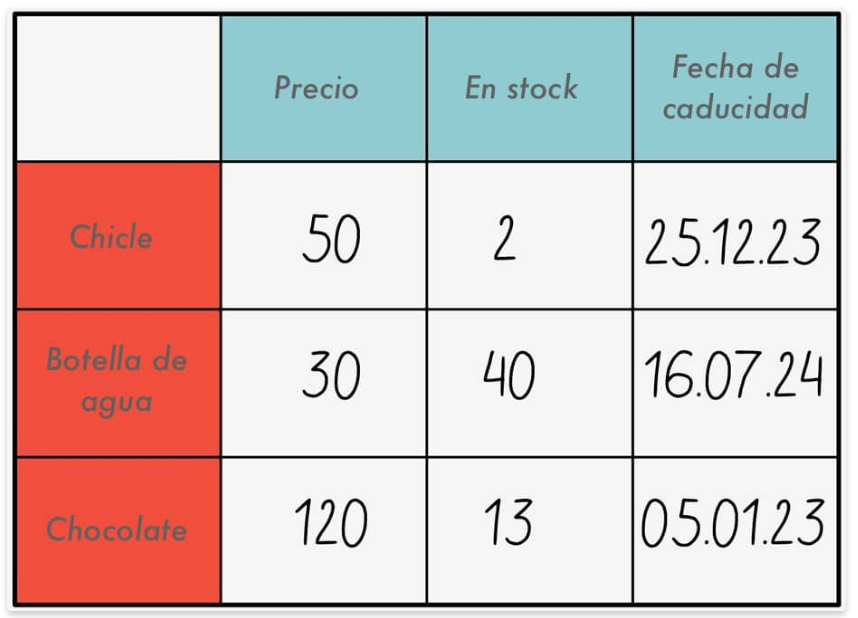 Precio En stock Fecha de
caducidad
Chicle 50 2 25.12.23
Botella de
agua 30 40 16.07.24
Chocolate 120 13 05.01.23